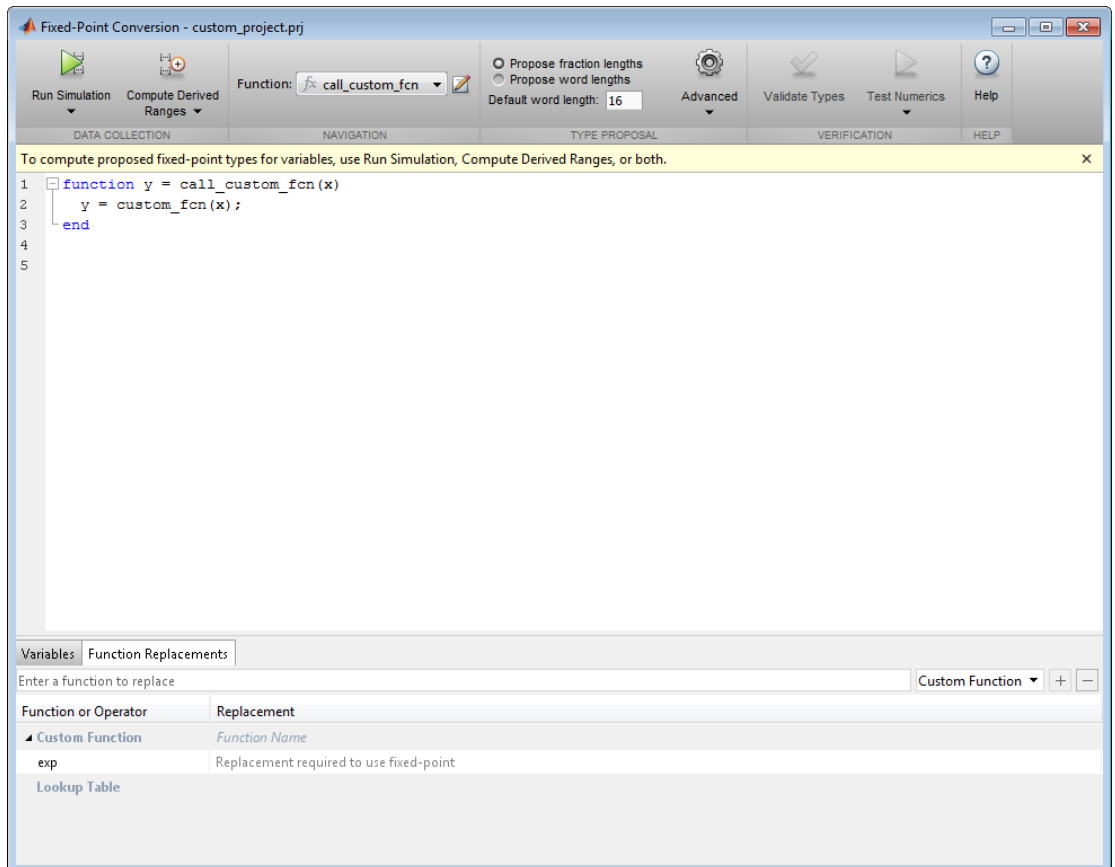 Fixed-Point Conversion - custom_project.prj
Run Simulation
Compute Derived Ranges
Function: fx call_custom_fcn
Propose fraction lengths
Propose word lengths
Default word length: 16
Advanced
Validate Types
Test Numerics
Help
DATA COLLECTION NAVIGATION TYPE PROPOSAL VERIFICATION HELP
To compute proposed fixed-point types for variables, use Run Simulation, Compute Derived Ranges, or both.
1 function y = call_custom_fcn(x)
2 y = custom_fcn(x);
3 end
4
5
Variables Function Replacements
Enter a function to replace Custom Function
Function or Operator Replacement
Custom Function Function Name
exp Replacement required to use fixed-point
Lookup Table